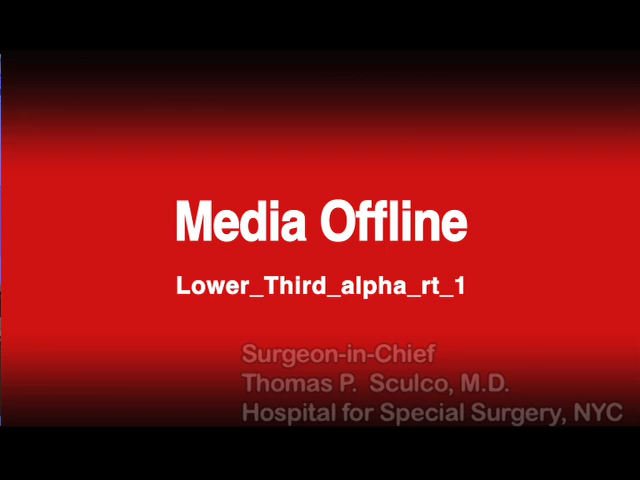 Media Offline
Lower_Third_alpha_rt_1
Surgeon-in-Chief
Thomas P. Sculco, M.D.
Hospital for Special Surgery, NYC